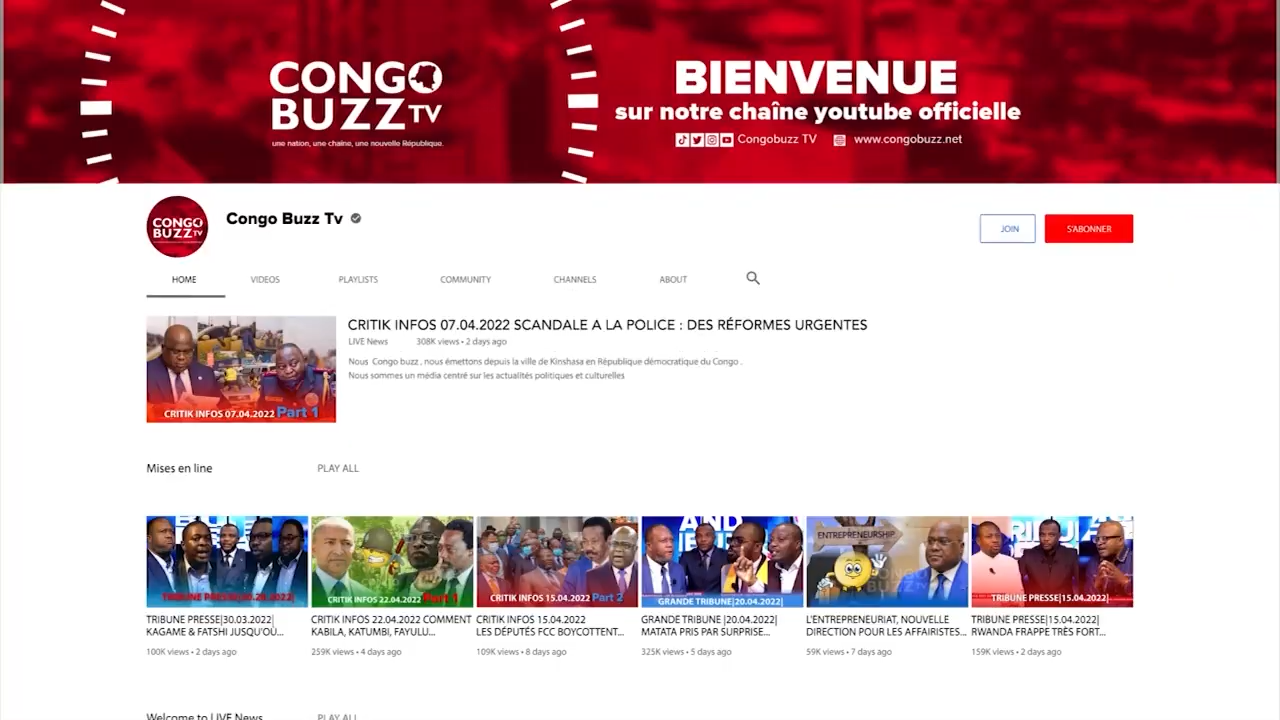 CONGO
BUZZ TV
une nation, une chaîne, une nouvelle République.
BIENVENUE
sur notre chaîne youtube officielle
Congobuzz TV www.congobuzz.net
CONGO
BUZZ TV
Congo Buzz Tv
JOIN
S'ABONNER
HOME VIDEOS PLAYLISTS COMMUNITY CHANNELS ABOUT
CRITIK INFOS 07.04.2022 Part 1
CRITIK INFOS 07.04.2022 SCANDALE A LA POLICE : DES RÉFORMES URGENTES
LIVE News 308K views • 2 days ago
Nous Congo buzz , nous émettons depuis la ville de Kinshasa en République démocratique du Congo .
Nous sommes un média centré sur les actualités politiques et culturelles
Mises en line PLAY ALL
TRIBUNE PRESSE|30.03.2022|
TRIBUNE PRESSE|30.03.2022|
KAGAME & FATSHI JUSQU'OÙ...
100K views • 2 days ago
CRITIK INFOS 22.04.2022 Part 1
CRITIK INFOS 22.04.2022 COMMENT
KABILA, KATUMBI, FAYULU...
259K views • 4 days ago
CRITIK INFOS 15.04.2022 Part 2
CRITIK INFOS 15.04.2022
LES DÉPUTÉS FCC BOYCOTTENT...
109K views • 8 days ago
GRANDE TRIBUNE|20.04.2022|
GRANDE TRIBUNE |20.04.2022|
MATATA PRIS PAR SURPRISE...
325K views • 5 days ago
ENTREPRENEURSHIP
L'ENTREPRENEURIAT, NOUVELLE
DIRECTION POUR LES AFFAIRISTES...
59K views • 7 days ago
TRIBUNE PRESSE|15.04.2022|
TRIBUNE PRESSE|15.04.2022|
RWANDA FRAPPE TRÈS FORT...
159K views • 2 days ago
Welcome to LIVE News PLAY ALL